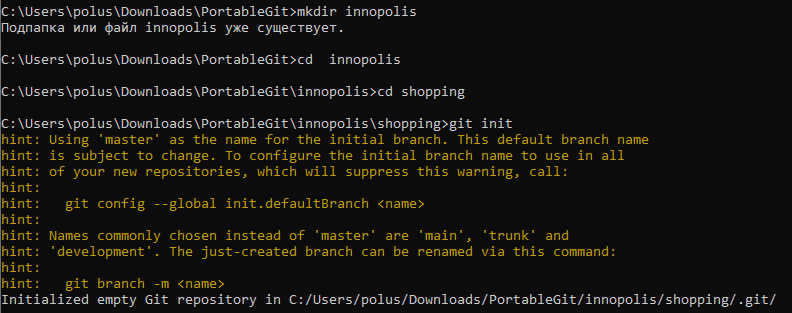 C:\Users\polus\Downloads\PortableGit>mkdir innopolis
Подпапка или файл innopolis уже существует.
C:\Users\polus\Downloads\PortableGit>cd  innopolis
C:\Users\polus\Downloads\PortableGit\innopolis>cd shopping
C:\Users\polus\Downloads\PortableGit\innopolis\shopping>git init
hint: Using 'master' as the name for the initial branch. This default branch name
hint: is subject to change. To configure the initial branch name to use in all
hint: of your new repositories, which will suppress this warning, call:
hint:
hint:   git config --global init.defaultBranch <name>
hint:
hint: Names commonly chosen instead of 'master' are 'main', 'trunk' and
hint: 'development'. The just-created branch can be renamed via this command:
hint:
hint:   git branch -m <name>
Initialized empty Git repository in C:/Users/polus/Downloads/PortableGit/innopolis/shopping/.git/